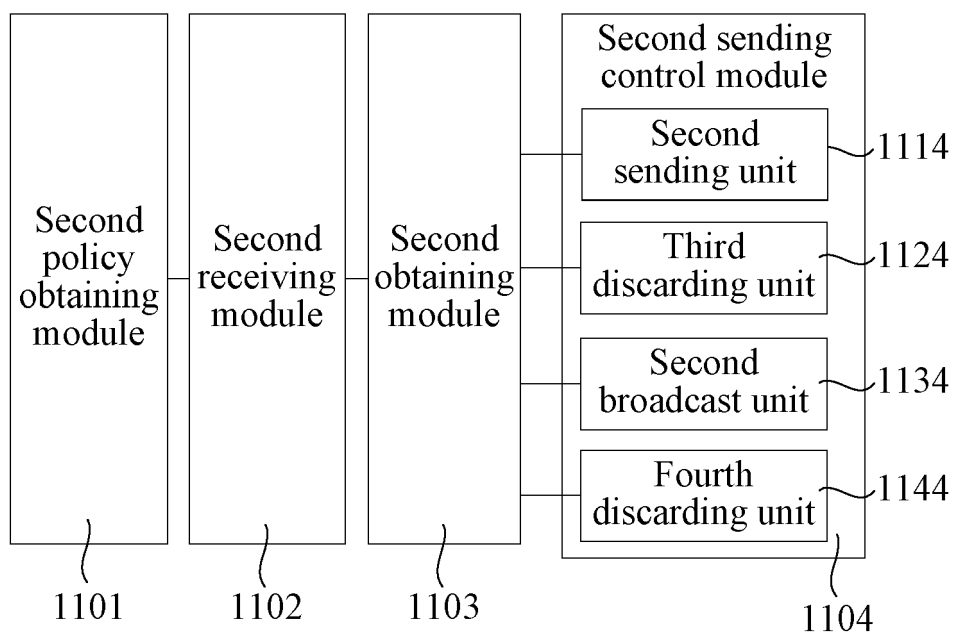 Second
policy
obtaining
module
Second
receiving
module
Second
obtaining
module
Second sending
control module
Second
sending unit
Third
discarding unit
Second
broadcast unit
Fourth
discarding unit
1114
1124
1134
1144
1101
1102
1103
1104